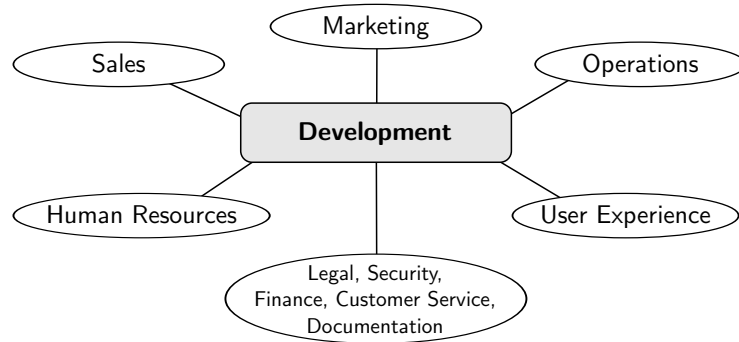 Marketing
Sales
Operations
Development
Human Resources
User Experience
Legal, Security,
Finance, Customer Service,
Documentation